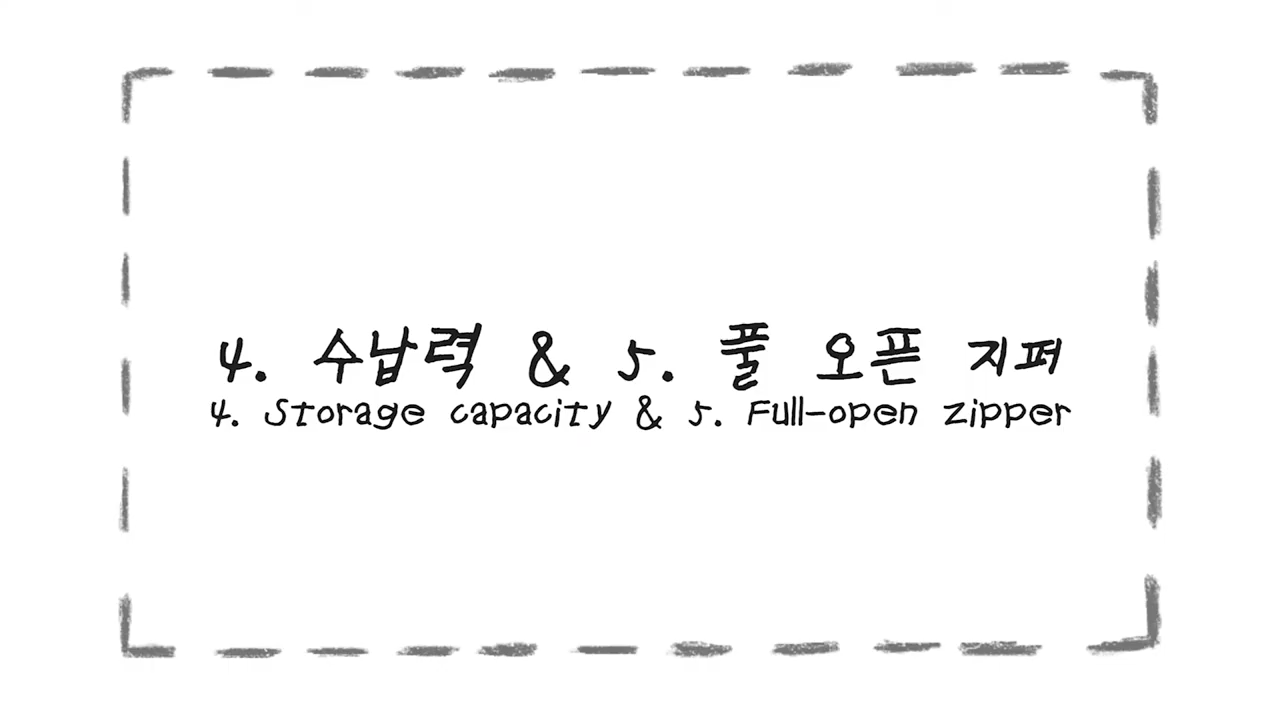 4. 수납력 & 5. 풀 오픈 지퍼
4. Storage capacity & 5. Full-open zipper